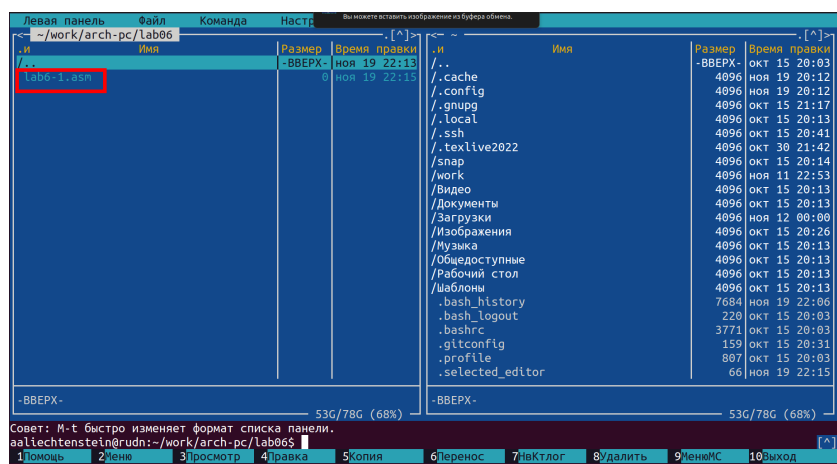 Вы можете вставить изображение из буфера обмена.
Левая панель Файл Команда Настр
~/work/arch-pc/lab06 .[^]>
.и Имя Размер Время правки
/.. -ВВЕРХ- ноя 19 22:13
lab6-1.asm 0 ноя 19 22:15
-ВВЕРХ-
53G/78G (68%)
<─ ~ .[^]>
.и Имя Размер Время правки
/.. -ВВЕРХ- окт 15 20:03
/.cache 4096 ноя 19 20:12
/.config 4096 ноя 19 20:12
/.gnupg 4096 окт 15 21:17
/.local 4096 окт 15 20:13
/.ssh 4096 окт 15 20:41
/.texlive2022 4096 окт 30 21:42
/snap 4096 окт 15 20:14
/work 4096 ноя 11 22:53
/Видео 4096 окт 15 20:13
/Документы 4096 окт 15 20:13
/Загрузки 4096 ноя 12 00:00
/Изображения 4096 окт 15 20:26
/Музыка 4096 окт 15 20:13
/Общедоступные 4096 окт 15 20:13
/Рабочий стол 4096 окт 15 20:13
/Шаблоны 4096 окт 15 20:13
.bash_history 7684 ноя 19 22:06
.bash_logout 220 окт 15 20:03
.bashrc 3771 окт 15 20:03
.gitconfig 159 окт 15 20:31
.profile 807 окт 15 20:03
.selected_editor 66 ноя 19 22:15
-ВВЕРХ-
53G/78G (68%)
Совет: M-t быстро изменяет формат списка панели.
aaliechtenstein@rudn:~/work/arch-pc/lab06$ [^]
1Помощь 2Меню 3Просмотр 4Правка 5Копия 6Перенос 7НвКтлог 8Удалить 9МенюMC 10Выход